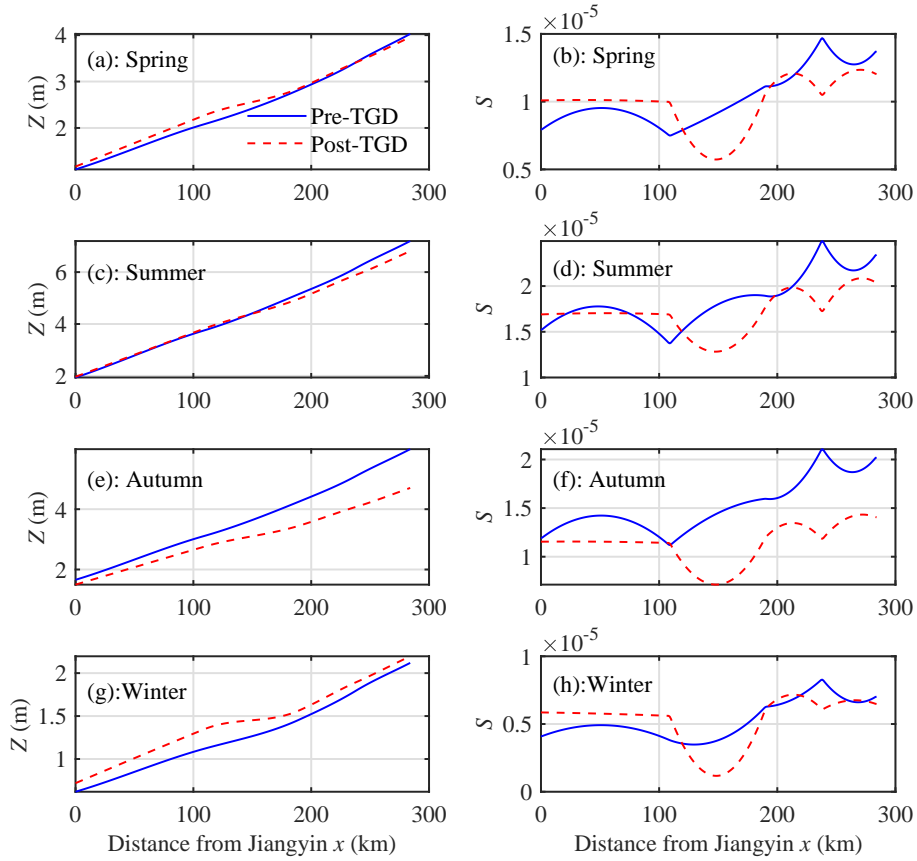 4
3
2
Z (m)
(a): Spring
Pre-TGD
Post-TGD
0
100
200
300
×10⁻⁵
1.5
1
0.5
S
(b): Spring
0
100
200
300
6
4
2
Z (m)
(c): Summer
0
100
200
300
×10⁻⁵
2
1.5
1
S
(d): Summer
0
100
200
300
4
2
Z (m)
(e): Autumn
0
100
200
300
×10⁻⁵
2
1.5
1
S
(f): Autumn
0
100
200
300
2
1.5
1
Z (m)
(g):Winter
0
100
200
300
Distance from Jiangyin x (km)
×10⁻⁵
1
0.5
0
S
(h):Winter
0
100
200
300
Distance from Jiangyin x (km)